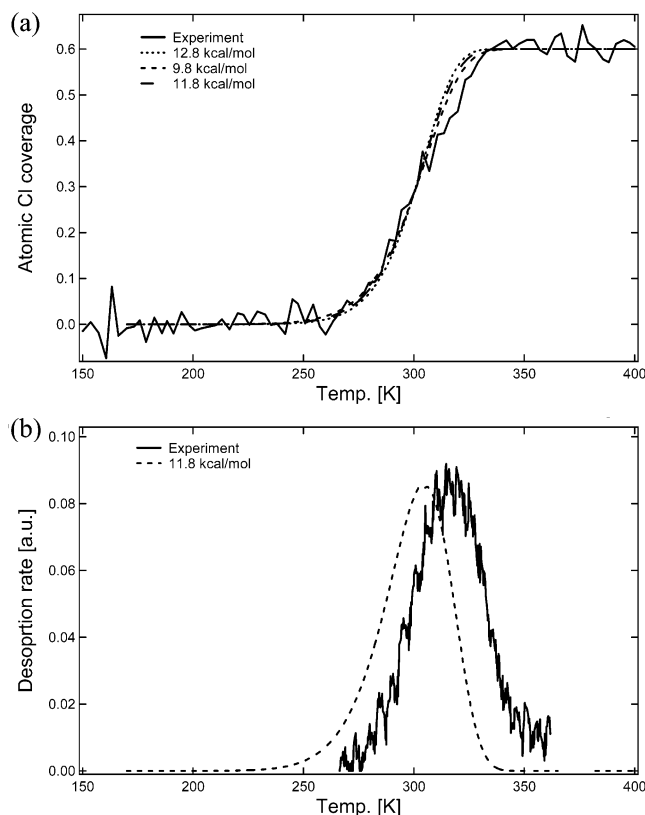 (a)
Experiment
12.8 kcal/mol
9.8 kcal/mol
11.8 kcal/mol
Atomic Cl coverage
0.6
0.5
0.4
0.3
0.2
0.1
0.0
150
200
250
300
350
400
Temp. [K]
(b)
Experiment
11.8 kcal/mol
Desoprtion rate [a.u.]
0.10
0.08
0.06
0.04
0.02
0.00
150
200
250
300
350
400
Temp. [K]